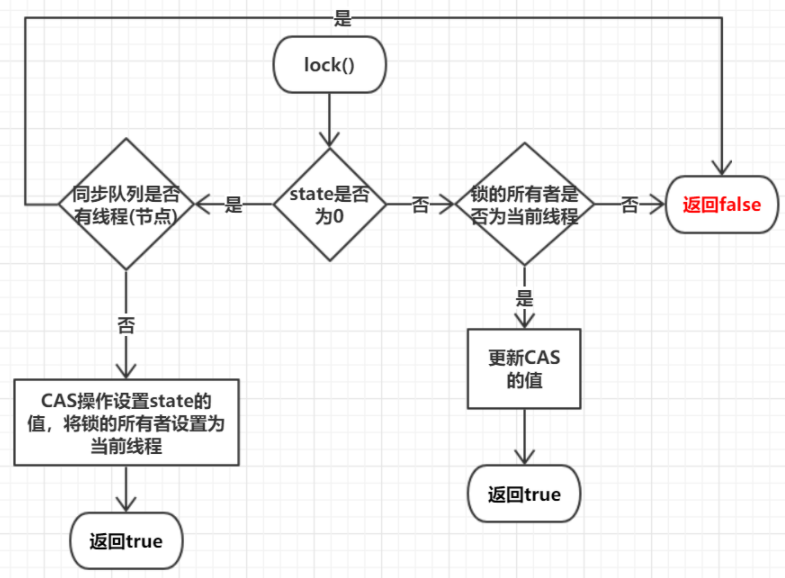 是
lock()
同步队列是否
有线程(节点)
是
state是否
为0
否
锁的所有者是
否为当前线程
否
返回false
否
是
CAS操作设置state的
值，将锁的所有者设置为
当前线程
更新CAS
的值
返回true
返回true